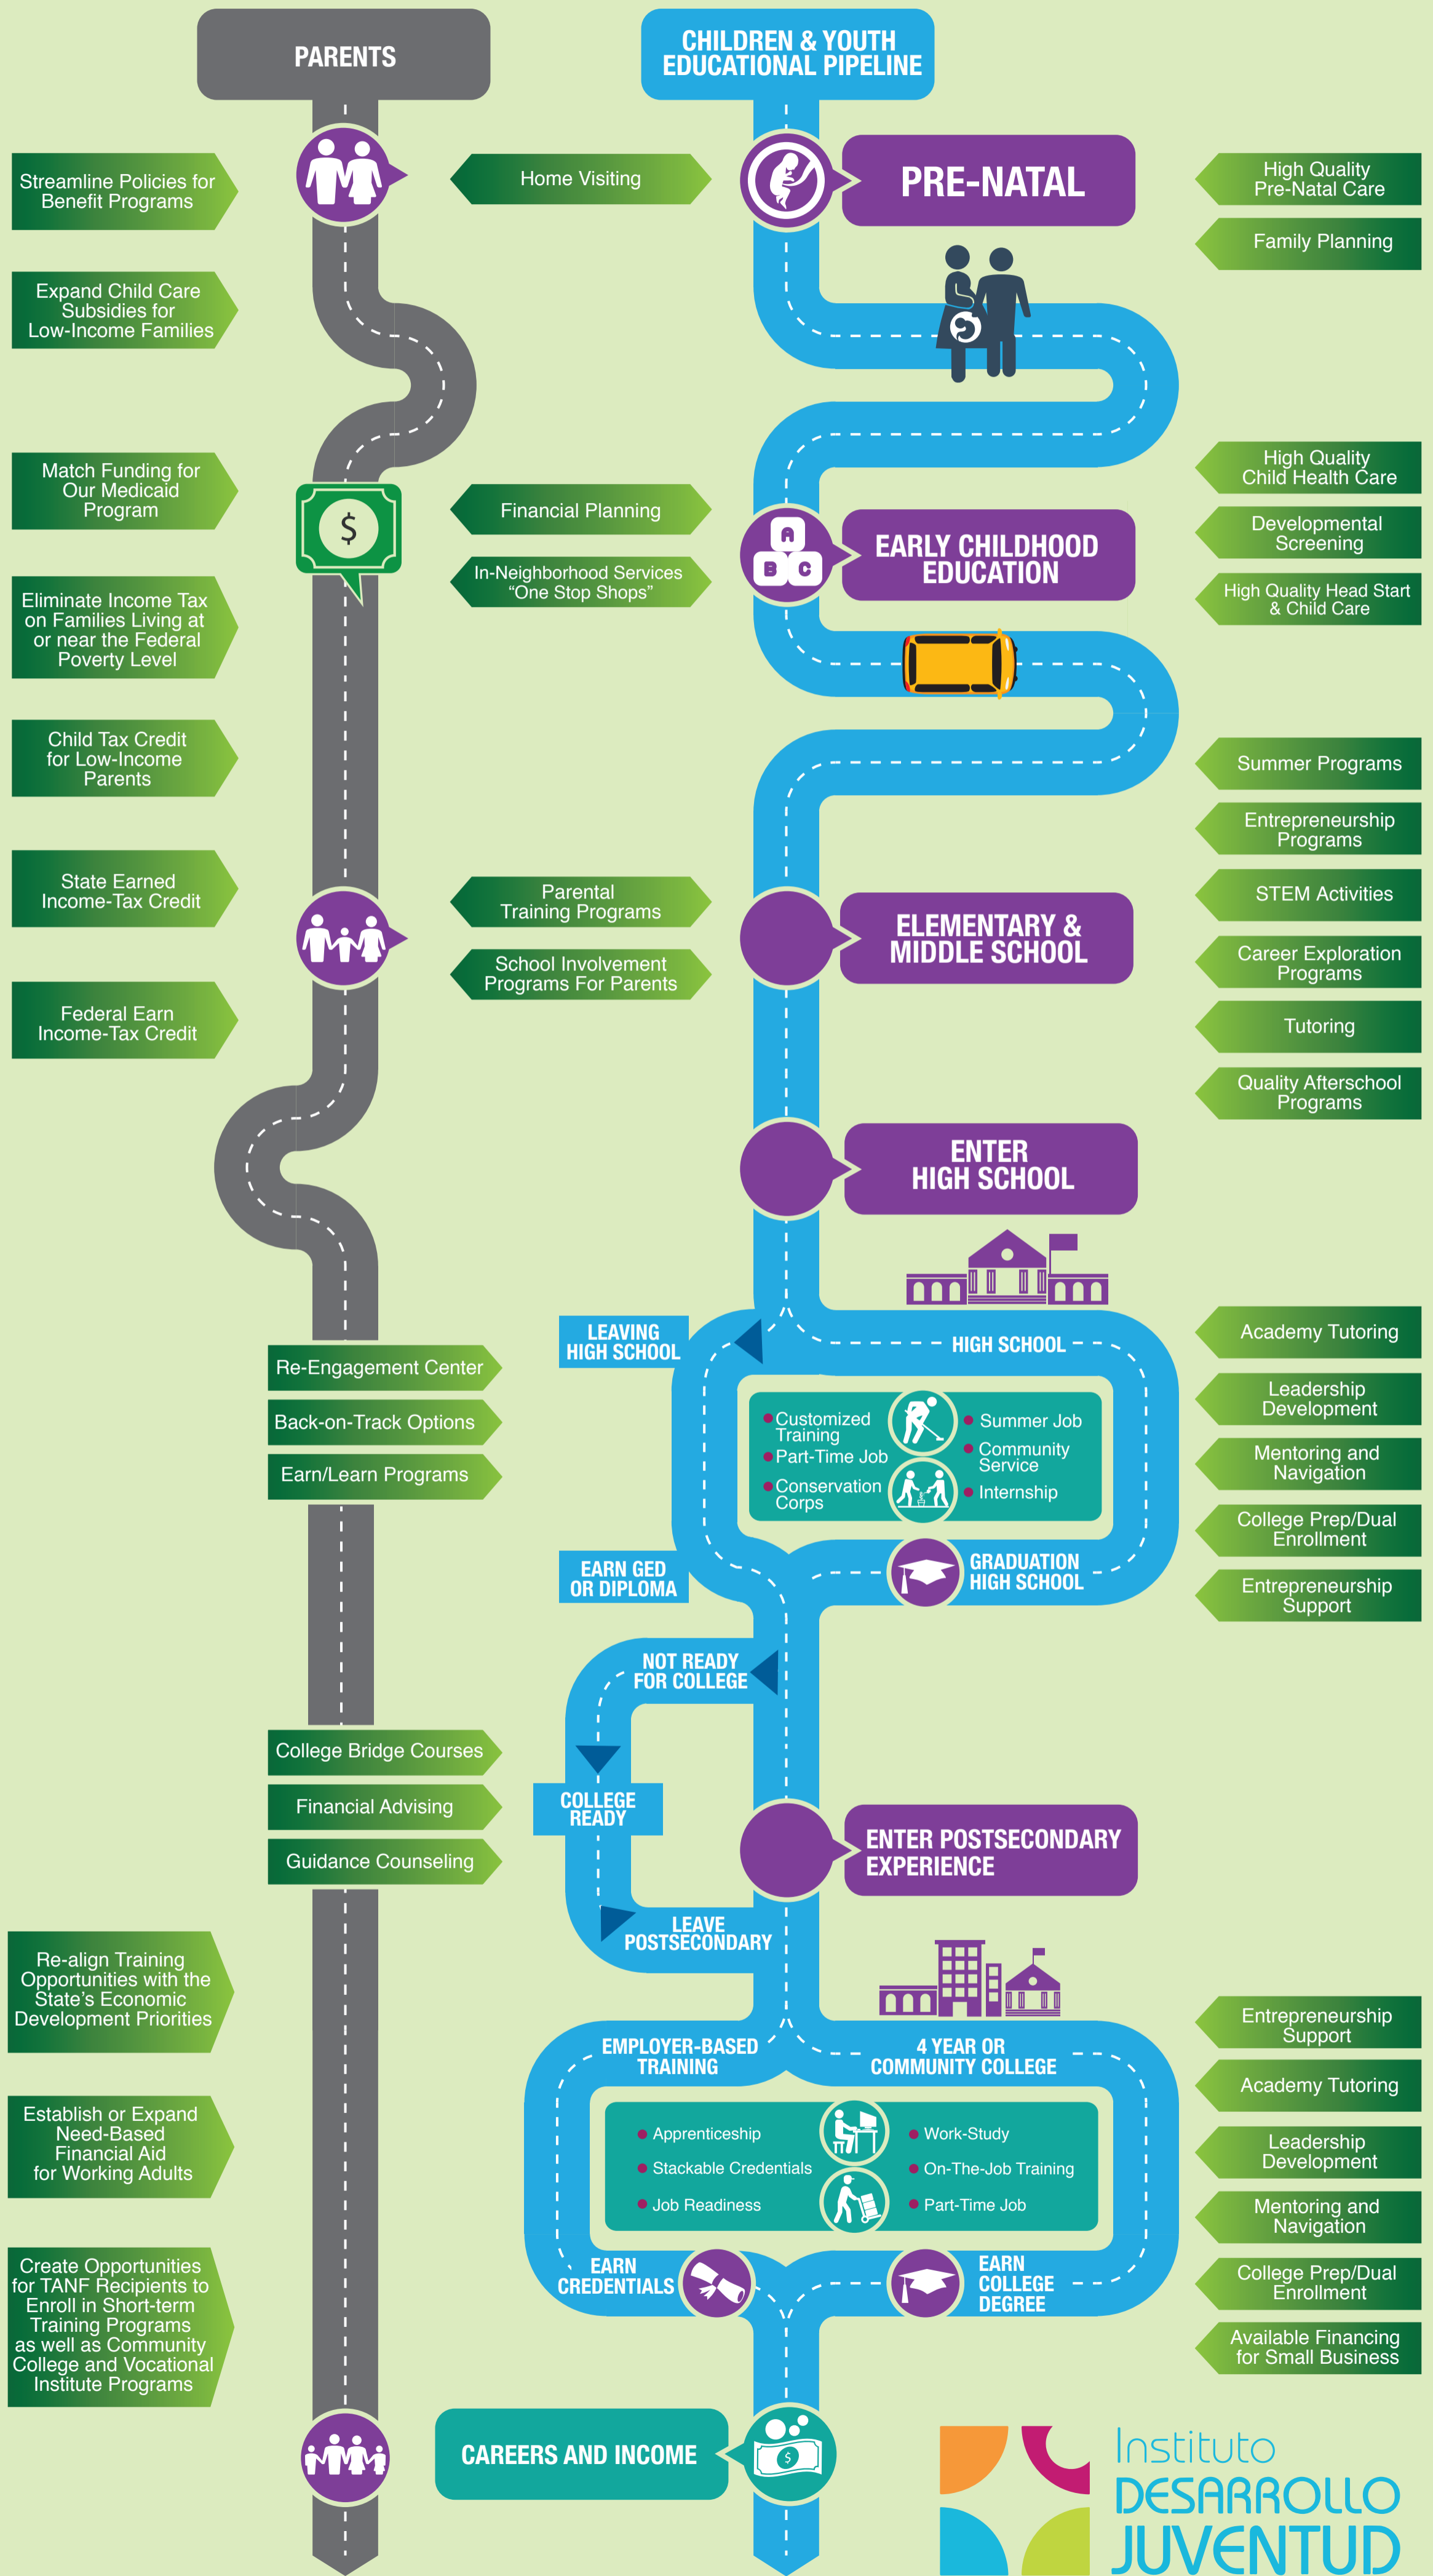 PARENTS
CHILDREN & YOUTH
EDUCATIONAL PIPELINE
Streamline Policies for
Benefit Programs
Home Visiting
PRE-NATAL
High Quality
Pre-Natal Care
Family Planning
Expand Child Care
Subsidies for
Low-Income Families
Match Funding for
Our Medicaid
Program
$
Financial Planning
In-Neighborhood Services
“One Stop Shops”
A
B C
EARLY CHILDHOOD
EDUCATION
High Quality
Child Health Care
Developmental
Screening
High Quality Head Start
& Child Care
Eliminate Income Tax
on Families Living at
or near the Federal
Poverty Level
Child Tax Credit
for Low-Income
Parents
Summer Programs
Entrepreneurship
Programs
State Earned
Income-Tax Credit
Parental
Training Programs
School Involvement
Programs For Parents
ELEMENTARY &
MIDDLE SCHOOL
STEM Activities
Career Exploration
Programs
Tutoring
Quality Afterschool
Programs
Federal Earn
Income-Tax Credit
ENTER
HIGH SCHOOL
LEAVING
HIGH SCHOOL
HIGH SCHOOL
Academy Tutoring
Leadership
Development
Mentoring and
Navigation
College Prep/Dual
Enrollment
Entrepreneurship
Support
Re-Engagement Center
Back-on-Track Options
Earn/Learn Programs
Customized
Training
Part-Time Job
Conservation
Corps
Summer Job
Community
Service
Internship
EARN GED
OR DIPLOMA
GRADUATION
HIGH SCHOOL
NOT READY
FOR COLLEGE
College Bridge Courses
Financial Advising
Guidance Counseling
COLLEGE
READY
ENTER POSTSECONDARY
EXPERIENCE
LEAVE
POSTSECONDARY
Re-align Training
Opportunities with the
State’s Economic
Development Priorities
Establish or Expand
Need-Based
Financial Aid
for Working Adults
Create Opportunities
for TANF Recipients to
Enroll in Short-term
Training Programs
as well as Community
College and Vocational
Institute Programs
EMPLOYER-BASED
TRAINING
4 YEAR OR
COMMUNITY COLLEGE
Apprenticeship
Stackable Credentials
Job Readiness
Work-Study
On-The-Job Training
Part-Time Job
EARN
CREDENTIALS
EARN
COLLEGE
DEGREE
Entrepreneurship
Support
Academy Tutoring
Leadership
Development
Mentoring and
Navigation
College Prep/Dual
Enrollment
Available Financing
for Small Business
CAREERS AND INCOME
$
Instituto
DESARROLLO
JUVENTUD